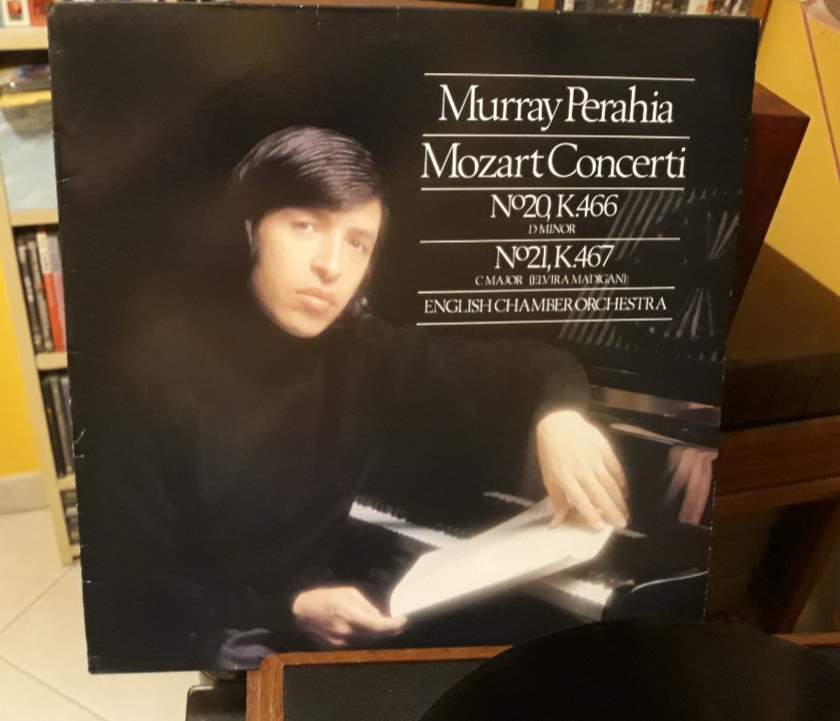 Murray Perahia
Mozart Concerti
Nº20, K.466
D MINOR
Nº21, K.467
C MAJOR (ELVIRA MADIGAN)
ENGLISH CHAMBER ORCHESTRA